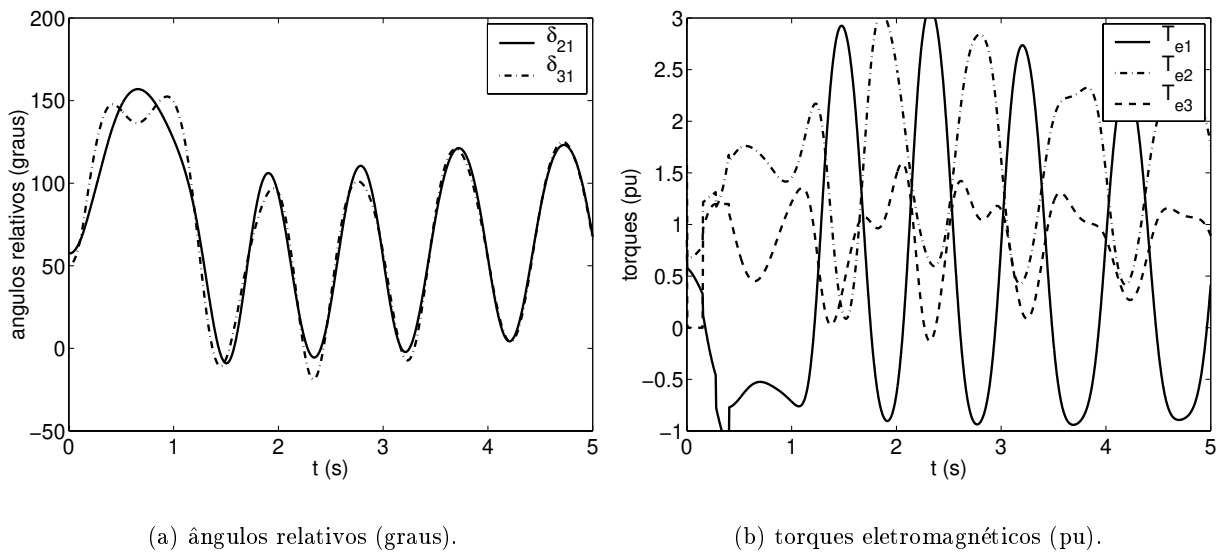 200
150
100
50
0
−50
0 1 2 3 4 5
t (s)
angulos relativos (graus)
δ21
δ31
(a) ângulos relativos (graus).
3
2.5
2
1.5
1
0.5
0
−0.5
−1
0 1 2 3 4 5
t (s)
torques (pu)
Te1
Te2
Te3
(b) torques eletromagnéticos (pu).